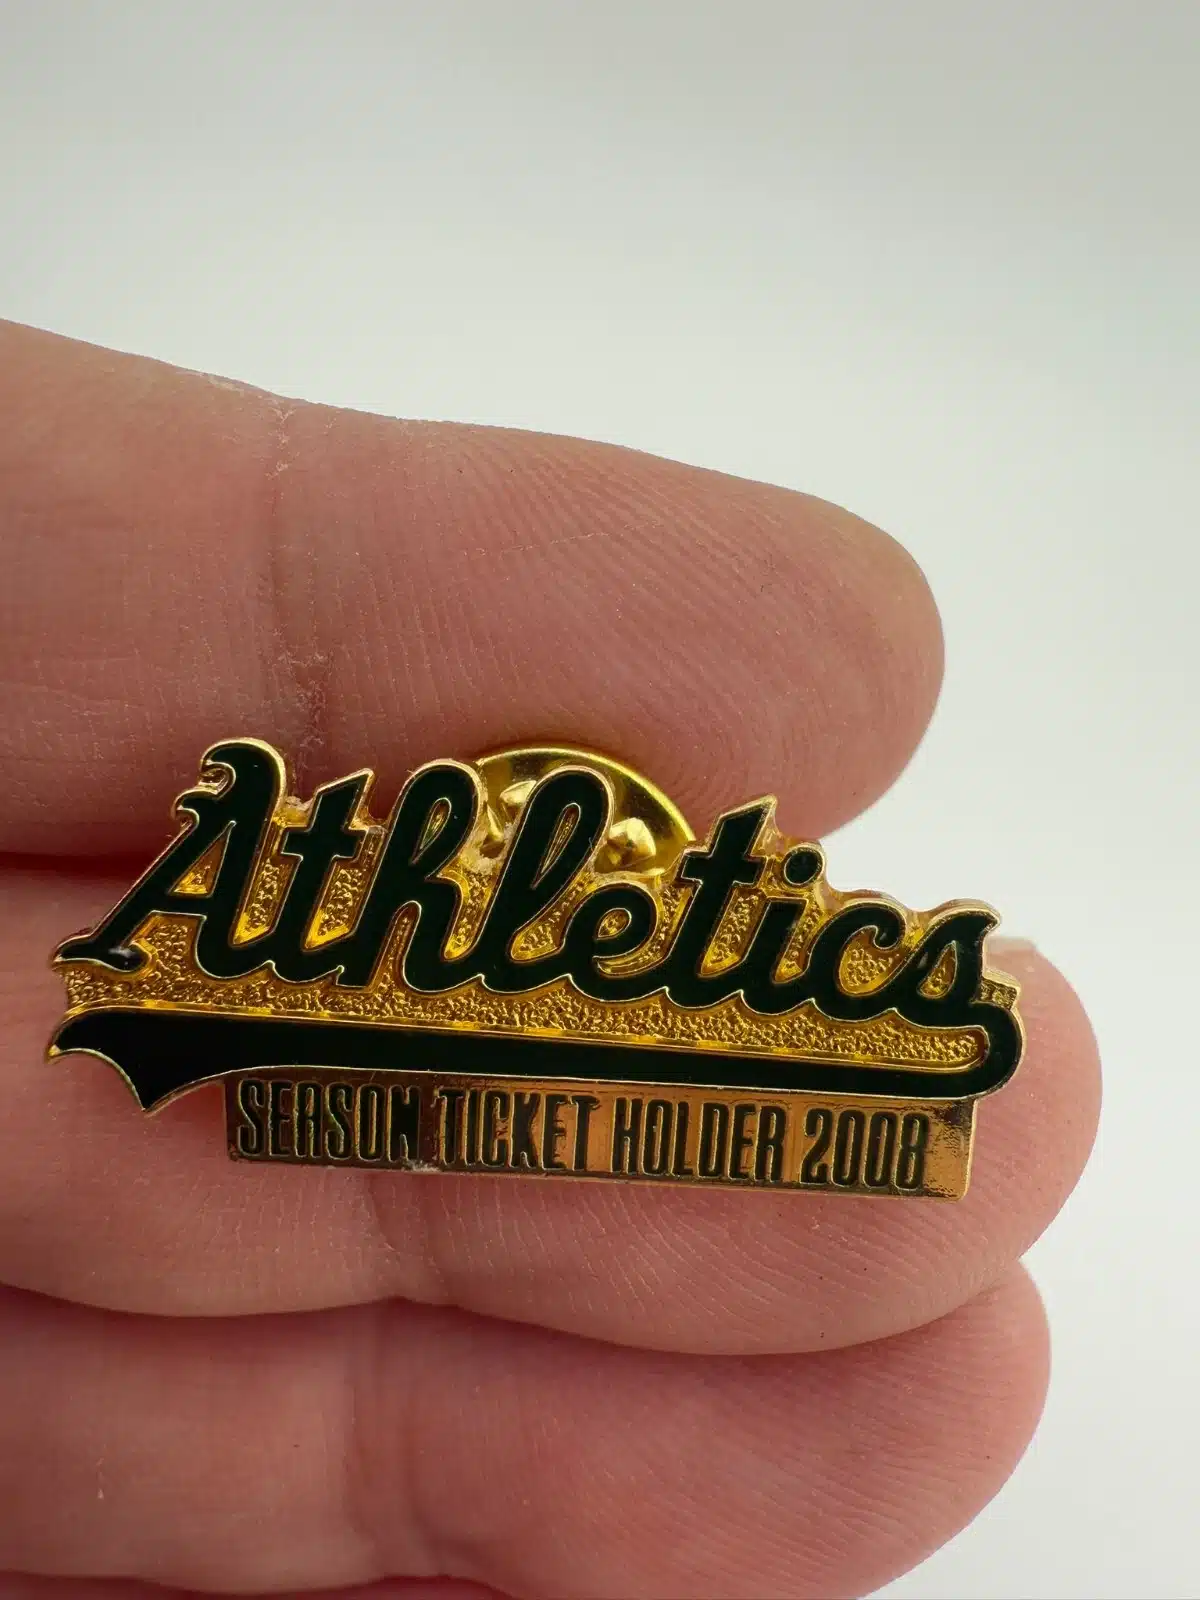 Athletics
SEASON TICKET HOLDER 2008